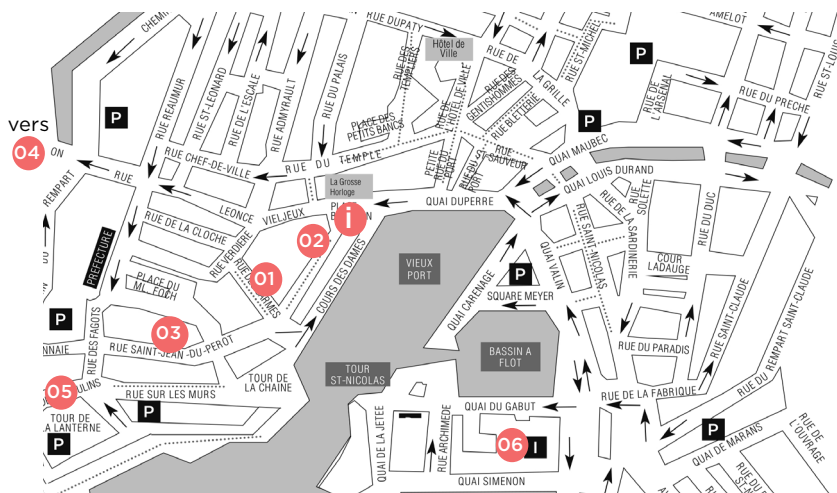 CHEMIN
RUE DUPATY
AMELOT
RUE ST-MICHEL
RUE ST-LOUIS
Hôtel de
Ville
RUE DE
LA GRILLE
P
RUE DES
TEMPLIERS
RUE DE
L'HOTEL DE VILLE
RUE DES
GENTISHOMMES
RUE BLETERIE
RUE DE
L'ARSENAL
RUE DU PRECHE
P
P
RUE REAUMUR
RUE ST-LEONARD
RUE DE L'ESCALE
RUE ADMYRAULT
RUE DU PALAIS
PLACE DES
PETITS BANCS
vers
04
ON
RUE CHEF-DE-VILLE
RUE DU TEMPLE
PETITE
RUE DU
PORT
RUE DU
PORT
RUE
ST-SAUVEUR
QUAI MAUBEC
QUAI LOUIS DURAND
REMPART
DU
RUE
LEONCE
VIELJEUX
La Grosse
Horloge
i
QUAI DUPERRE
RUE DE LA CLOCHE
RUE VERDIERE
02
01
COURS DES DAMES
VIEUX
PORT
QUAI CARENAGE
QUAI VALIN
RUE SAINT-NICOLAS
RUE DE LA SARDINERIE
RUE
SOLETTE
RUE DU DUC
COUR
LADAUGE
PREFECTURE
PLACE DU
ML. FOCH
P
SQUARE MEYER
RUE SAINT-CLAUDE
RUE DU REMPART SAINT-CLAUDE
P
03
RUE SAINT-JEAN-DU-PEROT
RUE DES FAGOTS
NNAIE
BASSIN A
FLOT
RUE DU PARADIS
TOUR
ST-NICOLAS
TOUR DE
LA CHAINE
05
ULINS
RUE SUR LES MURS
RUE DE LA FABRIQUE
TOUR DE
LA LANTERNE
P
P
QUAI DU GABUT
QUAI DE LA JETEE
RUE ARCHIMEDE
06
I
P
QUAI DE MARANS
RUE DE
L'OUVRAGE
QUAI SIMENON
RUE DU